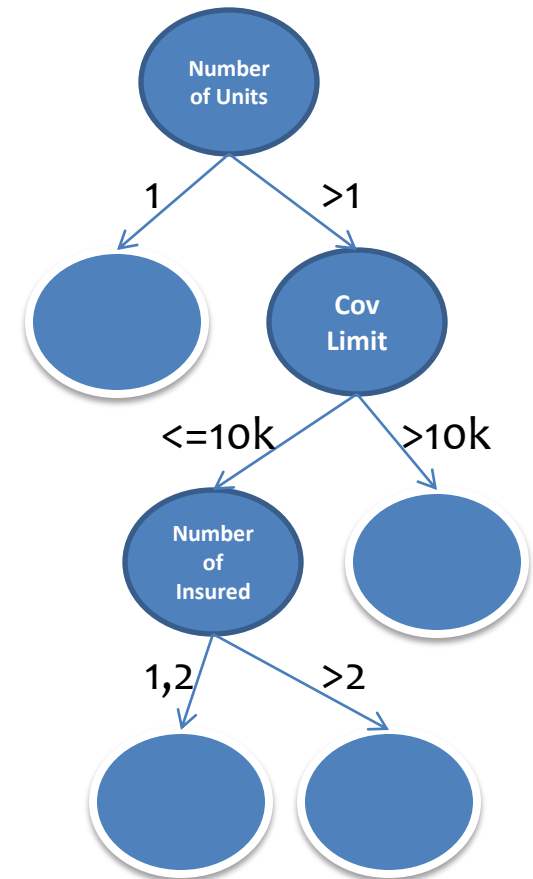 Number
of Units
1
>1
Cov
Limit
<=10k
>10k
Number
of
Insured
1,2
>2